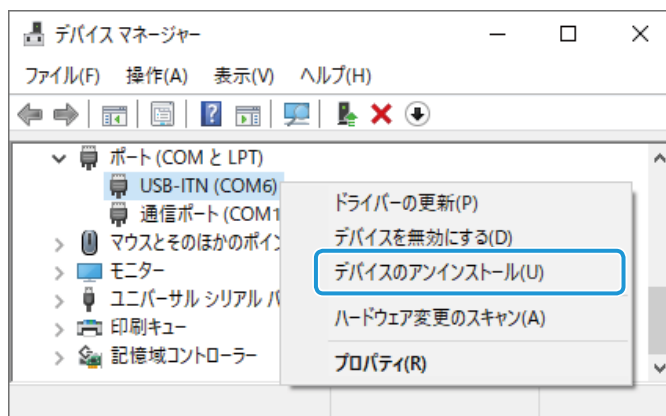 デバイス マネージャー
ファイル(F) 操作(A) 表示(V) ヘルプ(H)
ポート (COM と LPT)
USB-ITN (COM6)
通信ポート (COM1
マウスとそのほかのポイン
モニター
ユニバーサル シリアル バ
印刷キュー
記憶域コントローラー
ドライバーの更新(P)
デバイスを無効にする(D)
デバイスのアンインストール(U)
ハードウェア変更のスキャン(A)
プロパティ(R)